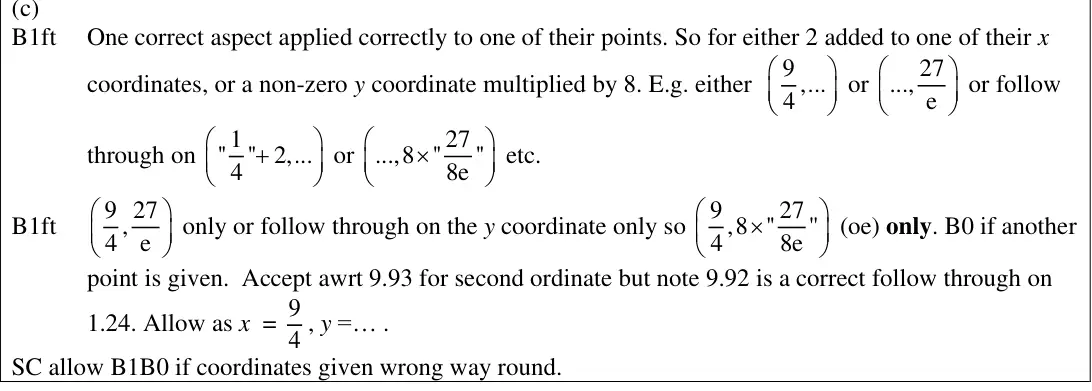 (c)
B1ft One correct aspect applied correctly to one of their points. So for either 2 added to one of their x
coordinates, or a non-zero y coordinate multiplied by 8. E.g. either (9/4,...) or (...,27/e) or follow
through on ("1/4"+2,...) or (...,8×"27/8e") etc.
B1ft (9/4,27/e) only or follow through on the y coordinate only so (9/4,8×"27/8e") (oe) only. B0 if another
point is given. Accept awrt 9.93 for second ordinate but note 9.92 is a correct follow through on
1.24. Allow as x = 9/4, y =… .
SC allow B1B0 if coordinates given wrong way round.